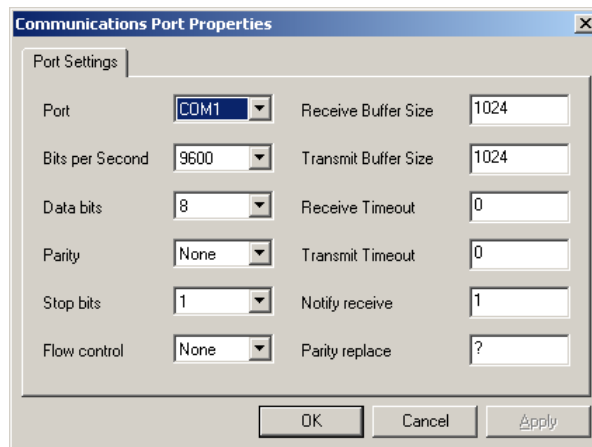 Communications Port Properties
Port Settings
Port COM1 Receive Buffer Size 1024
Bits per Second 9600 Transmit Buffer Size 1024
Data bits 8 Receive Timeout 0
Parity None Transmit Timeout 0
Stop bits 1 Notify receive 1
Flow control None Parity replace ?
OK Cancel Apply